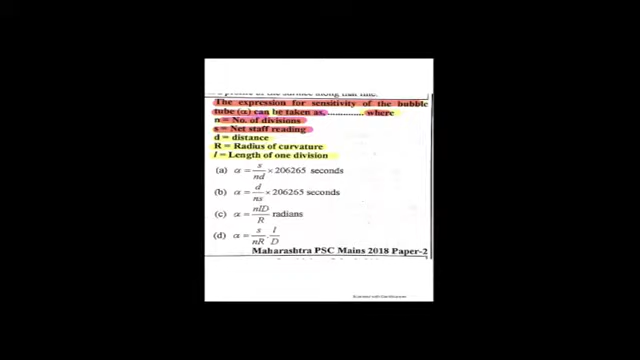 The expression for sensitivity of the bubble
tube (α) can be taken as, .............. where
n = No. of divisions
s = Net staff reading
d = distance
R = Radius of curvature
l = Length of one division
(a) α = s/nd × 206265 seconds
(b) α = d/ns × 206265 seconds
(c) α = nlD/R radians
(d) α = s/nR · l/D
Maharashtra PSC Mains 2018 Paper-2